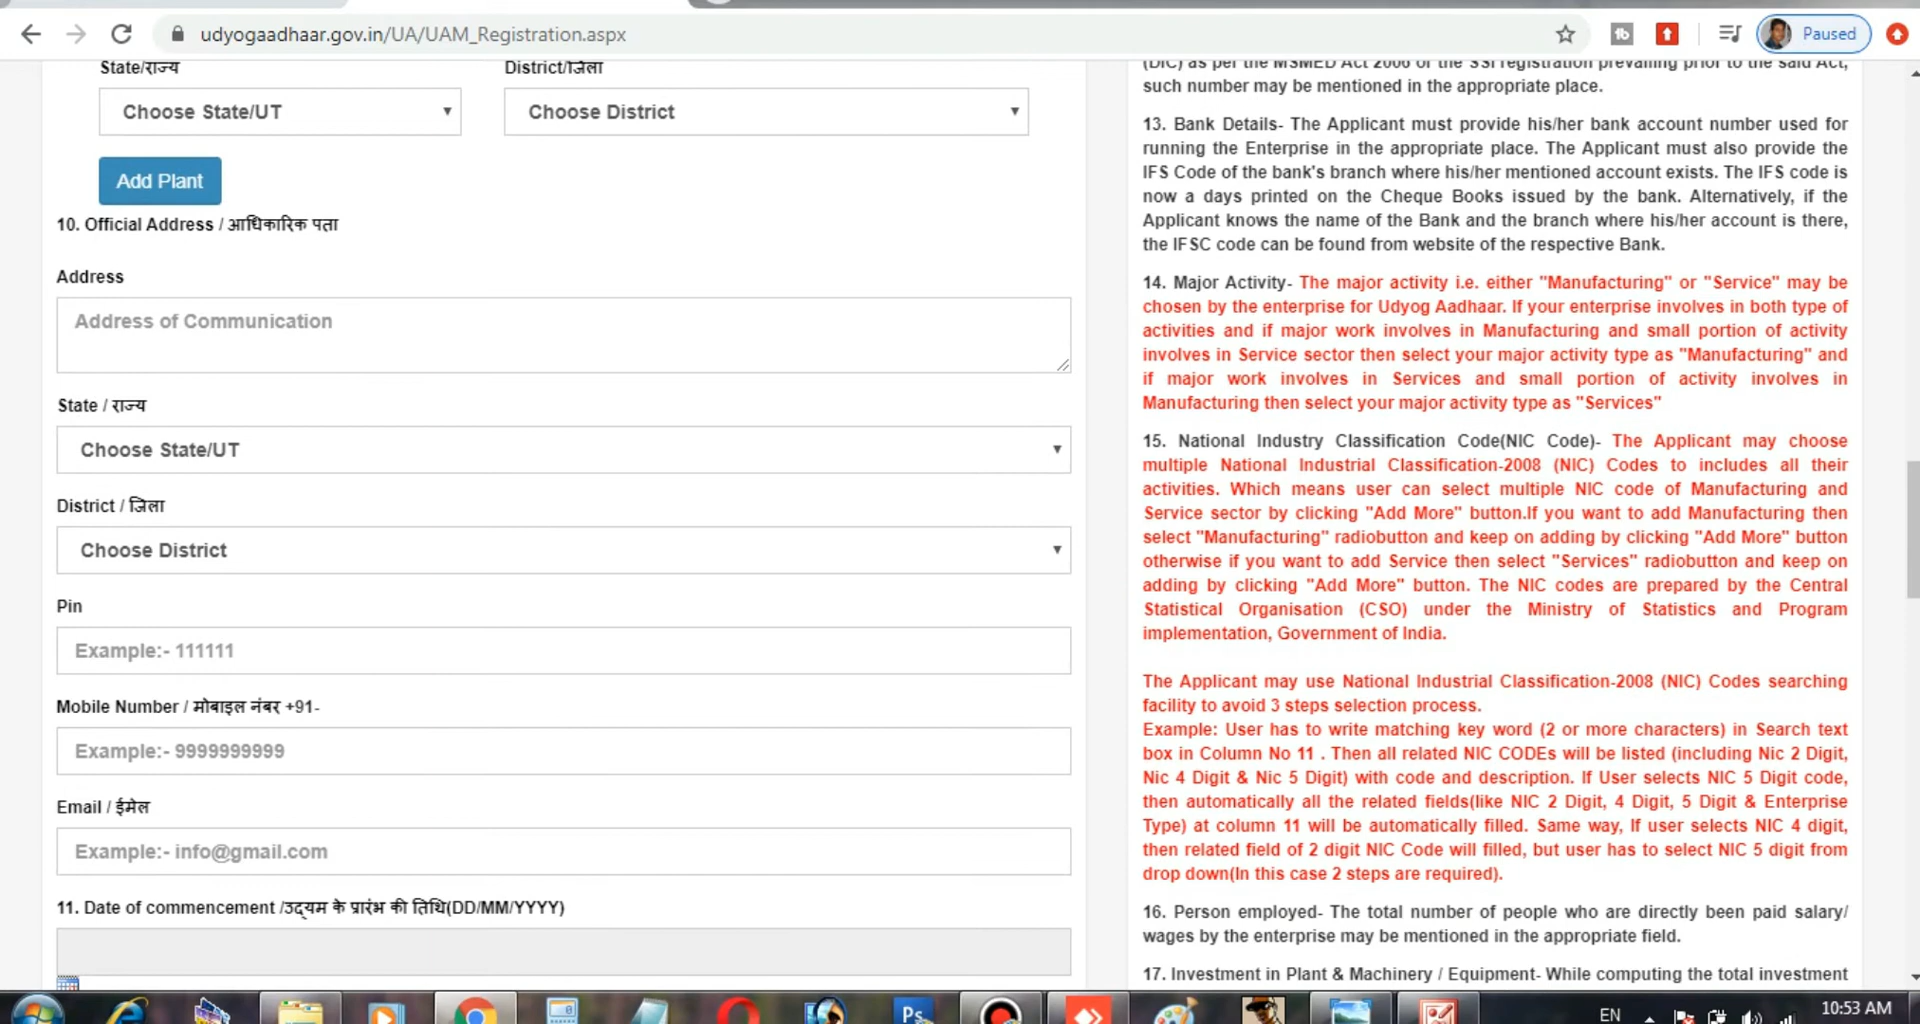 udyogaadhaar.gov.in/UA/UAM_Registration.aspx
Paused
State/राज्य
District/जिला
Choose State/UT
Choose District
Add Plant
10. Official Address / आधिकारिक पता
Address
Address of Communication
State / राज्य
Choose State/UT
District / जिला
Choose District
Pin
Example:- 111111
Mobile Number / मोबाइल नंबर +91-
Example:- 9999999999
Email / ईमेल
Example:- info@gmail.com
11. Date of commencement /उद्यम के प्रारंभ की तिथि(DD/MM/YYYY)
(DIC) as per the MSMED Act 2006 or the SSI registration prevailing prior to the said Act,
such number may be mentioned in the appropriate place.
13. Bank Details- The Applicant must provide his/her bank account number used for
running the Enterprise in the appropriate place. The Applicant must also provide the
IFS Code of the bank's branch where his/her mentioned account exists. The IFS code is
now a days printed on the Cheque Books issued by the bank. Alternatively, if the
Applicant knows the name of the Bank and the branch where his/her account is there,
the IFSC code can be found from website of the respective Bank.
14. Major Activity- The major activity i.e. either "Manufacturing" or "Service" may be
chosen by the enterprise for Udyog Aadhaar. If your enterprise involves in both type of
activities and if major work involves in Manufacturing and small portion of activity
involves in Service sector then select your major activity type as "Manufacturing" and
if major work involves in Services and small portion of activity involves in
Manufacturing then select your major activity type as "Services"
15. National Industry Classification Code(NIC Code)- The Applicant may choose
multiple National Industrial Classification-2008 (NIC) Codes to includes all their
activities. Which means user can select multiple NIC code of Manufacturing and
Service sector by clicking "Add More" button.If you want to add Manufacturing then
select "Manufacturing" radiobutton and keep on adding by clicking "Add More" button
otherwise if you want to add Service then select "Services" radiobutton and keep on
adding by clicking "Add More" button. The NIC codes are prepared by the Central
Statistical Organisation (CSO) under the Ministry of Statistics and Program
implementation, Government of India.
The Applicant may use National Industrial Classification-2008 (NIC) Codes searching
facility to avoid 3 steps selection process.
Example: User has to write matching key word (2 or more characters) in Search text
box in Column No 11 . Then all related NIC CODEs will be listed (including Nic 2 Digit,
Nic 4 Digit & Nic 5 Digit) with code and description. If User selects NIC 5 Digit code,
then automatically all the related fields(like NIC 2 Digit, 4 Digit, 5 Digit & Enterprise
Type) at column 11 will be automatically filled. Same way, If user selects NIC 4 digit,
then related field of 2 digit NIC Code will filled, but user has to select NIC 5 digit from
drop down(In this case 2 steps are required).
16. Person employed- The total number of people who are directly been paid salary/
wages by the enterprise may be mentioned in the appropriate field.
17. Investment in Plant & Machinery / Equipment- While computing the total investment
Ps
EN
10:53 AM